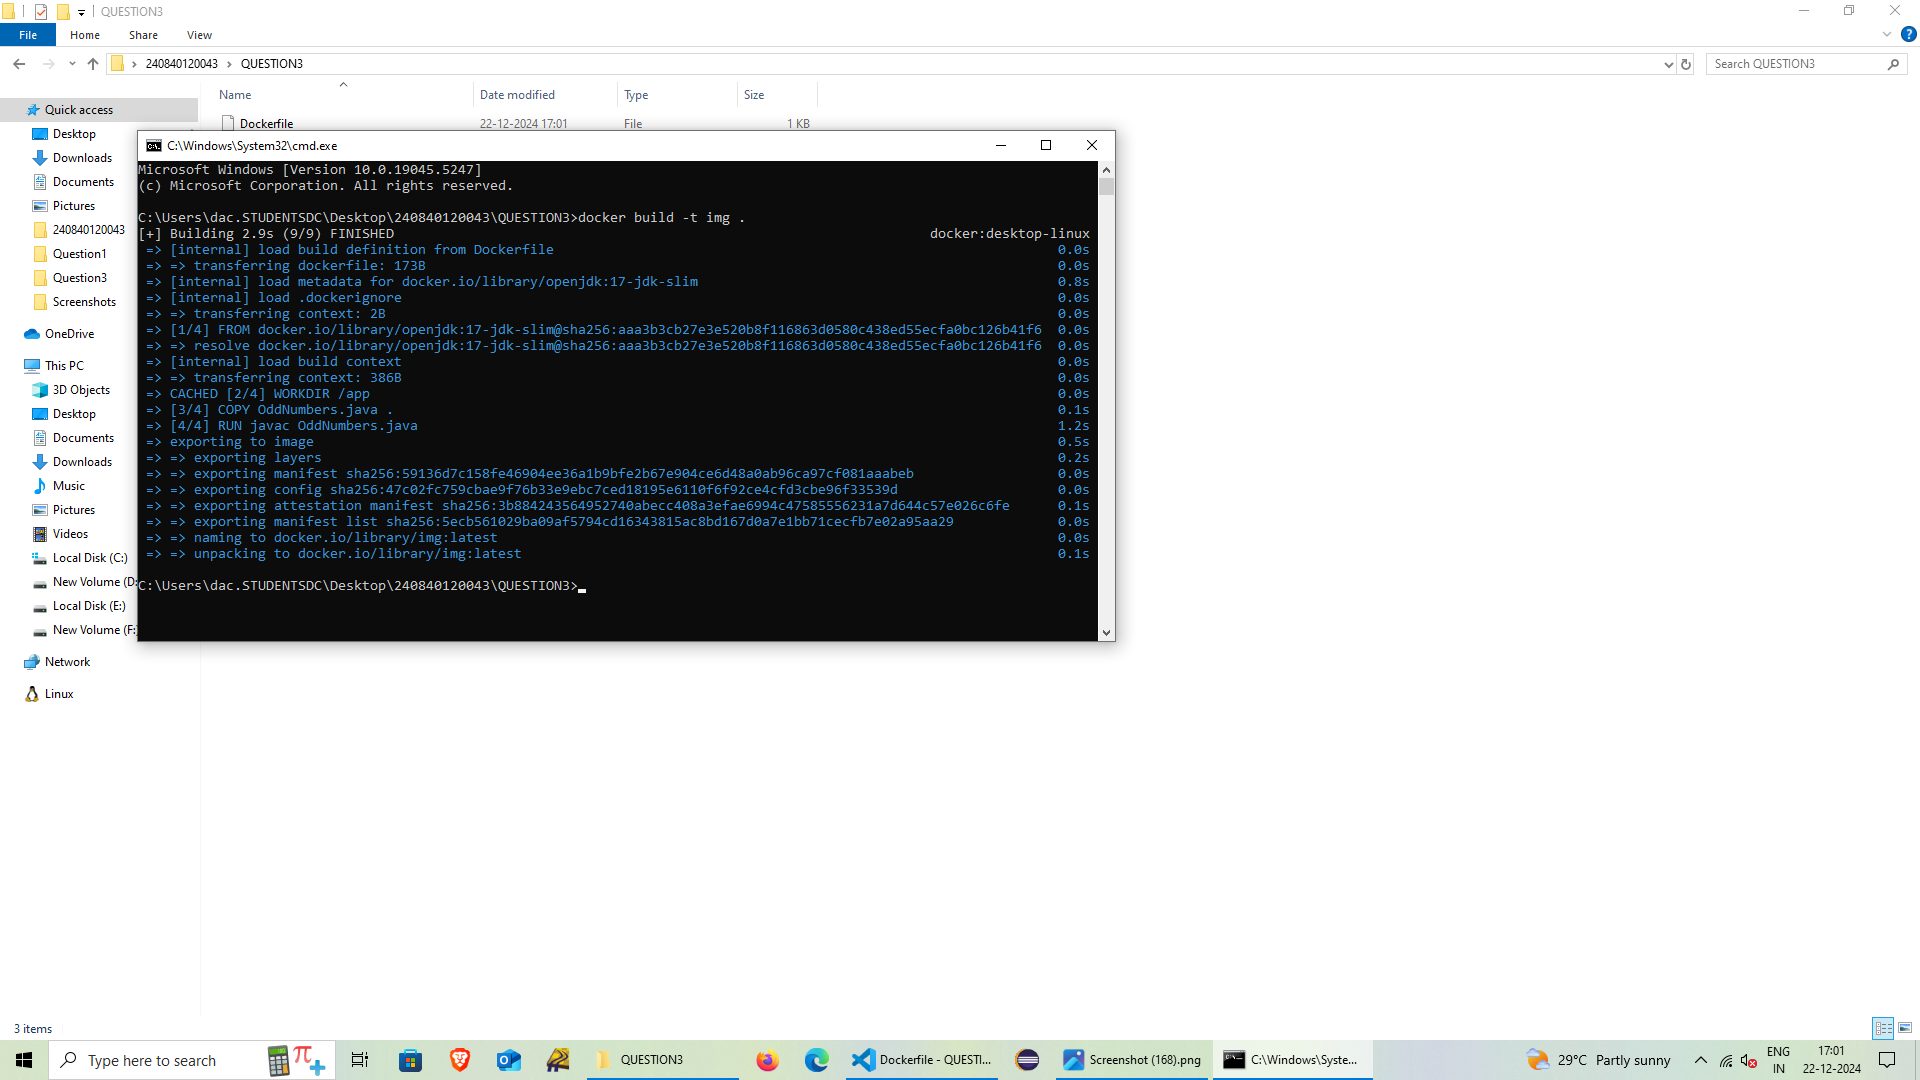 QUESTION3
File Home Share View
240840120043 > QUESTION3
Search QUESTION3
Name Date modified Type Size
Dockerfile 22-12-2024 17:01 File 1 KB
Quick access
Desktop
Downloads
Documents
Pictures
240840120043
Question1
Question3
Screenshots
OneDrive
This PC
3D Objects
Desktop
Documents
Downloads
Music
Pictures
Videos
Local Disk (C:)
New Volume (D:
Local Disk (E:)
New Volume (F:
Network
Linux
C:\Windows\System32\cmd.exe
Microsoft Windows [Version 10.0.19045.5247]
(c) Microsoft Corporation. All rights reserved.
C:\Users\dac.STUDENTSDC\Desktop\240840120043\QUESTION3>docker build -t img .
[+] Building 2.9s (9/9) FINISHED docker:desktop-linux
=> [internal] load build definition from Dockerfile 0.0s
=> => transferring dockerfile: 173B 0.0s
=> [internal] load metadata for docker.io/library/openjdk:17-jdk-slim 0.8s
=> [internal] load .dockerignore 0.0s
=> => transferring context: 2B 0.0s
=> [1/4] FROM docker.io/library/openjdk:17-jdk-slim@sha256:aaa3b3cb27e3e520b8f116863d0580c438ed55ecfa0bc126b41f6 0.0s
=> => resolve docker.io/library/openjdk:17-jdk-slim@sha256:aaa3b3cb27e3e520b8f116863d0580c438ed55ecfa0bc126b41f6 0.0s
=> [internal] load build context 0.0s
=> => transferring context: 386B 0.0s
=> CACHED [2/4] WORKDIR /app 0.0s
=> [3/4] COPY OddNumbers.java . 0.1s
=> [4/4] RUN javac OddNumbers.java 1.2s
=> exporting to image 0.5s
=> => exporting layers 0.2s
=> => exporting manifest sha256:59136d7c158fe46904ee36a1b9bfe2b67e904ce6d48a0ab96ca97cf081aaabeb 0.0s
=> => exporting config sha256:47c02fc759cbae9f76b33e9ebc7ced18195e6110f6f92ce4cfd3cbe96f33539d 0.0s
=> => exporting attestation manifest sha256:3b884243564952740abecc408a3efae6994c47585556231a7d644c57e026c6fe 0.1s
=> => exporting manifest list sha256:5ecb561029ba09af5794cd16343815ac8bd167d0a7e1bb71cecfb7e02a95aa29 0.0s
=> => naming to docker.io/library/img:latest 0.0s
=> => unpacking to docker.io/library/img:latest 0.1s
C:\Users\dac.STUDENTSDC\Desktop\240840120043\QUESTION3>
3 items
Type here to search
QUESTION3
Dockerfile - QUESTI...
Screenshot (168).png
C:\Windows\Syste...
29°C Partly sunny
ENG
IN
17:01
22-12-2024